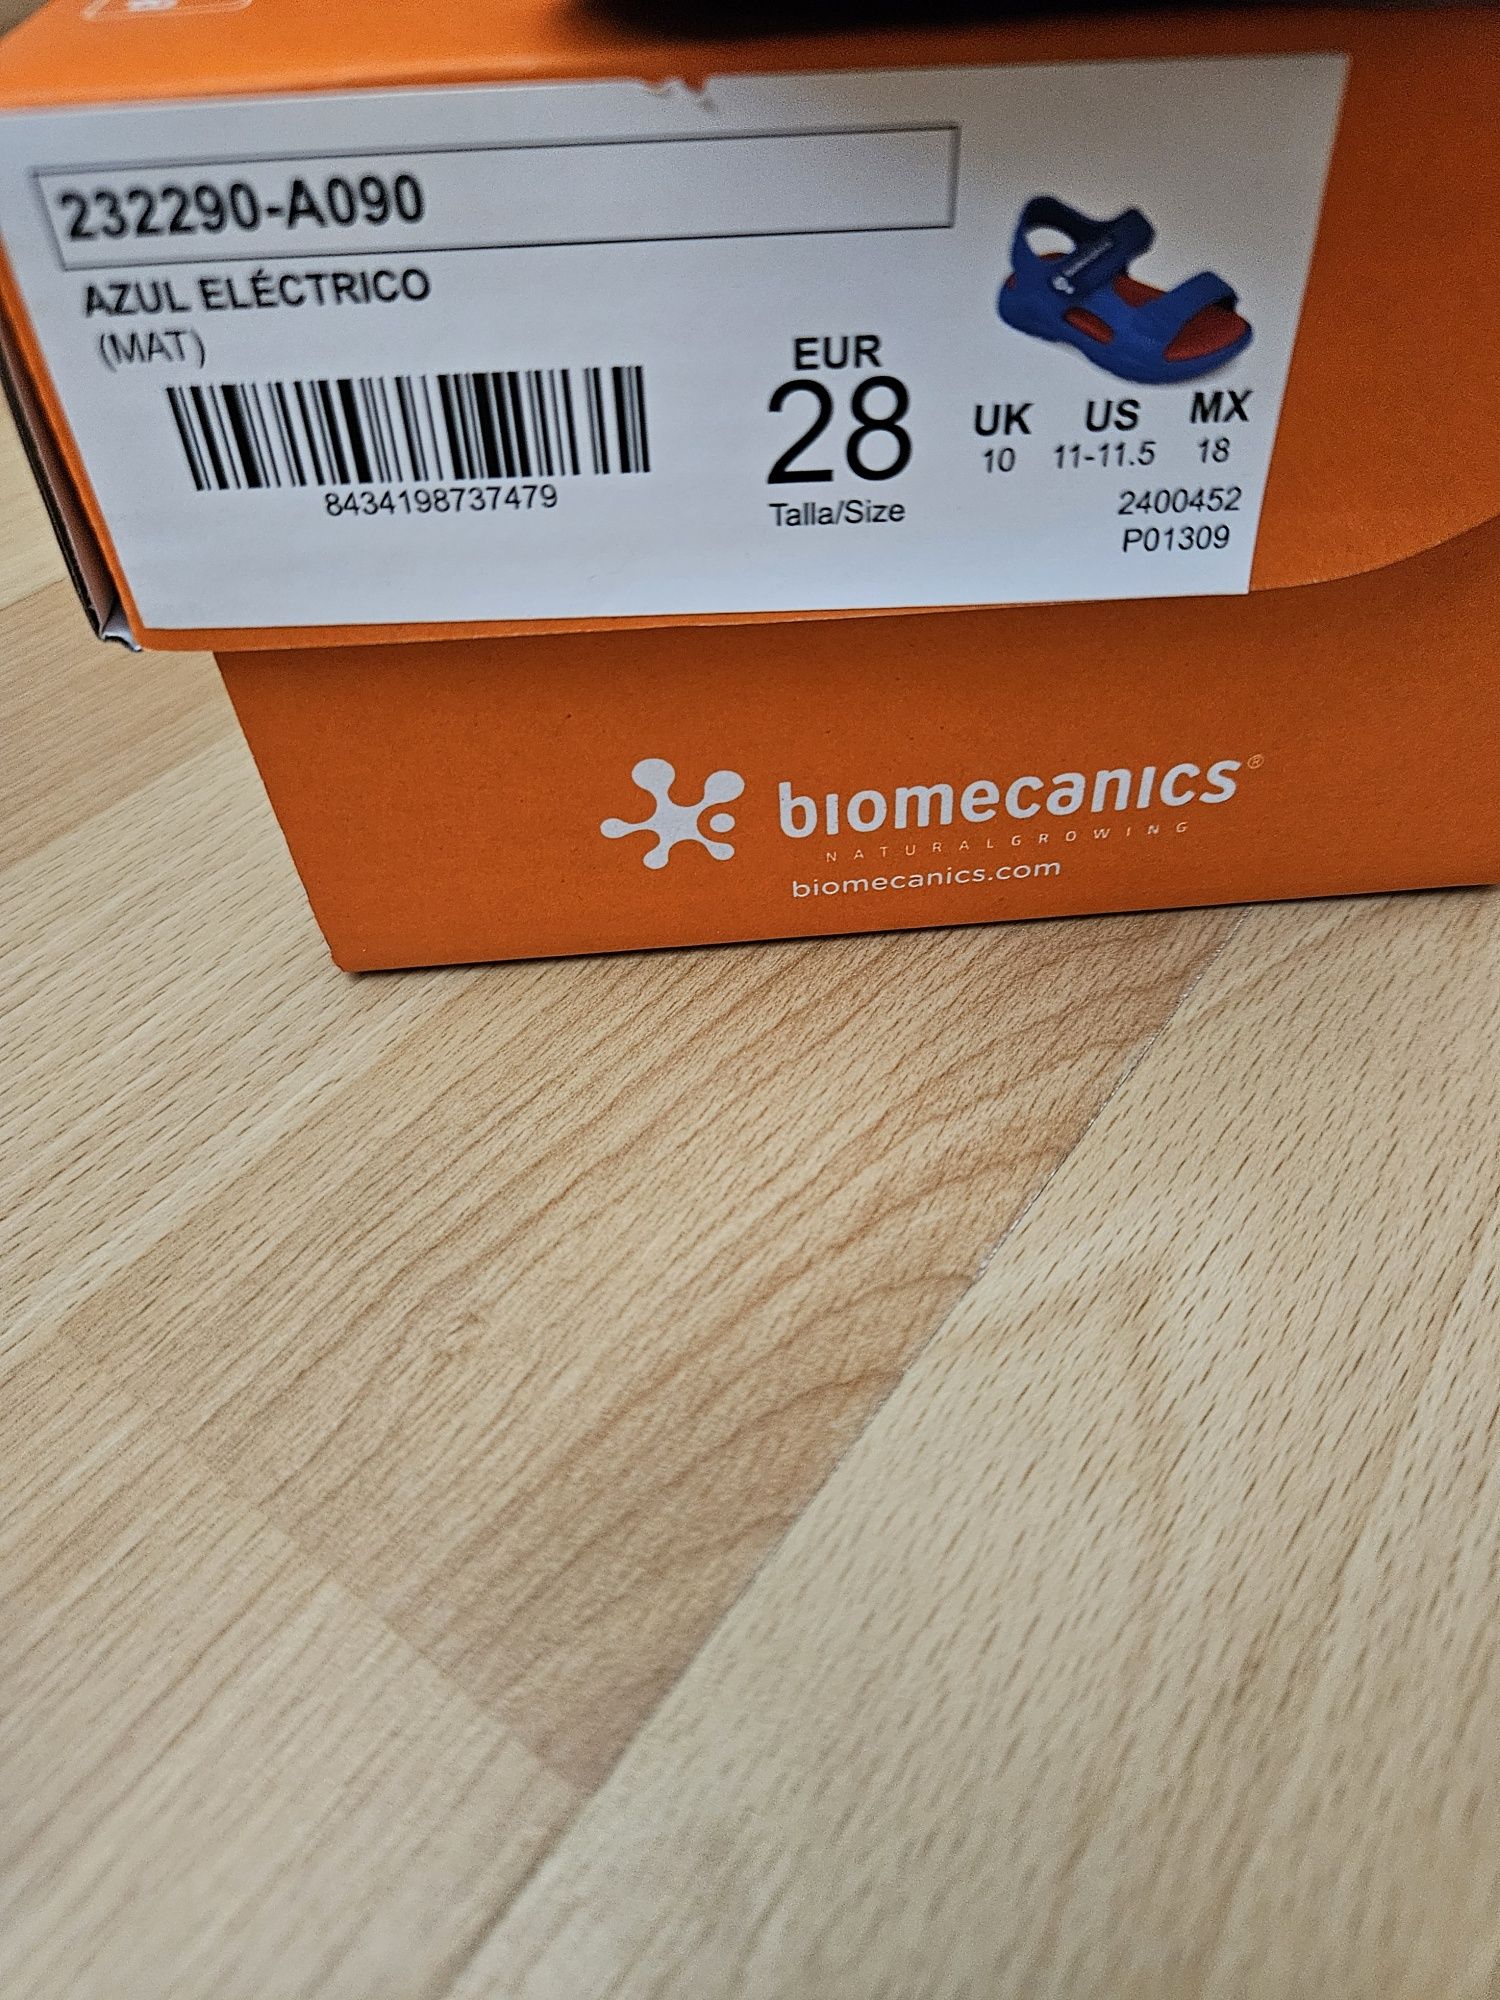 232290-A090
AZUL ELÉCTRICO
(MAT)
8434198737479
EUR
28
Talla/Size
UK US MX
10 11-11.5 18
2400452
P01309
biomecanics®
NATURALGROWING
biomecanics.com